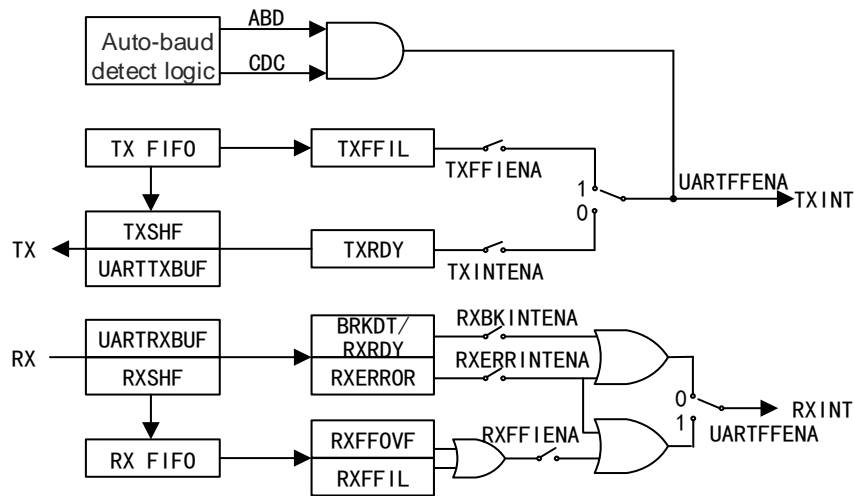 ABD
Auto-baud
detect logic
CDC
TX FIFO
TXFFIL
TXFFIENA
1
0
UARTFFENA
TXINT
TX
TXSHF
UARTTXBUF
TXRDY
TXINTENA
RX
UARTRXBUF
RXSHF
BRKDT/
RXRDY
RXERROR
RXBKINTENA
RXERRINTENA
0
1
RXINT
UARTFFENA
RX FIFO
RXFFOVF
RXFFIL
RXFFIENA